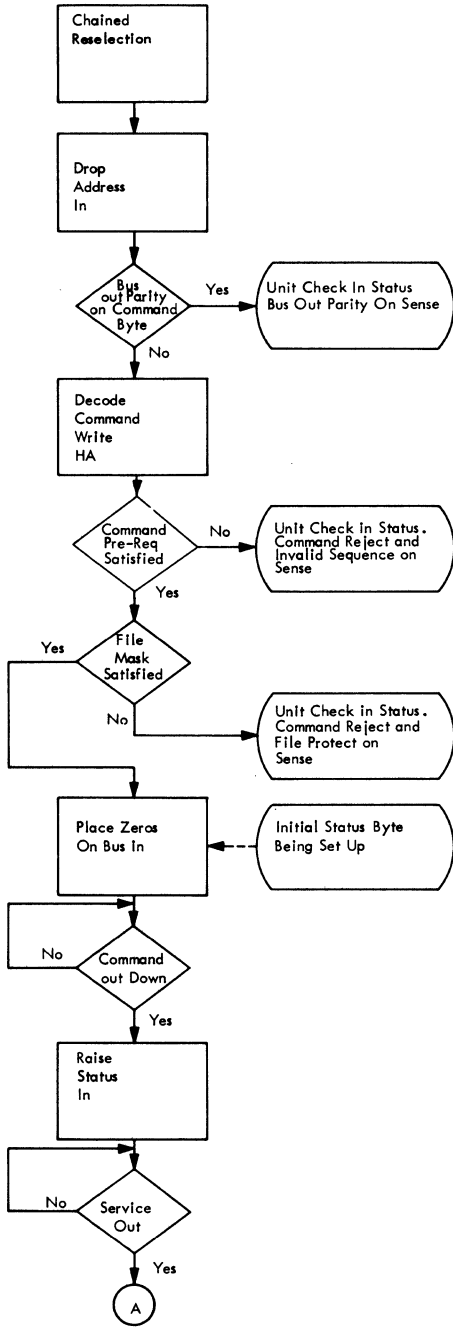 Chained
Reselection
Drop
Address
In
Bus
out Parity
on Command
Byte
Yes
Unit Check In Status
Bus Out Parity On Sense
No
Decode
Command
Write
HA
Command
Pre-Req
Satisfied
No
Unit Check in Status.
Command Reject and
Invalid Sequence on
Sense
Yes
Yes
File
Mask
Satisfied
No
Unit Check in Status.
Command Reject and
File Protect on
Sense
Place Zeros
On Bus in
Initial Status Byte
Being Set Up
No
Command
out Down
Yes
Raise
Status
In
No
Service
Out
Yes
A